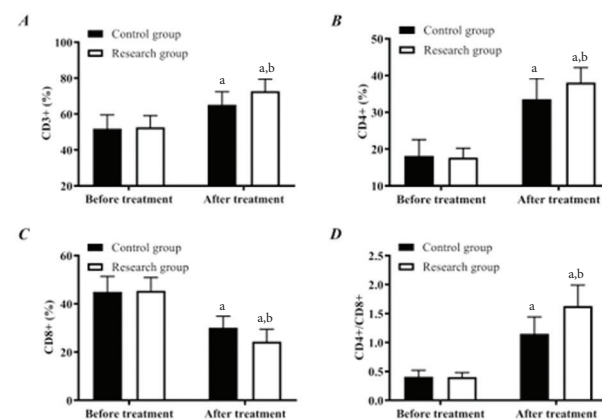 A
Control group
Research group
100
80
60
40
20
CD3+ (%)
a
a,b
Before treatment
After treatment
B
Control group
Research group
50
40
30
20
10
CD4+ (%)
a
a,b
Before treatment
After treatment
C
Control group
Research group
60
40
20
0
CD8+ (%)
a
a,b
Before treatment
After treatment
D
Control group
Research group
2.5
2.0
1.5
1.0
0.5
0.0
CD4+/CD8+
a
a,b
Before treatment
After treatment